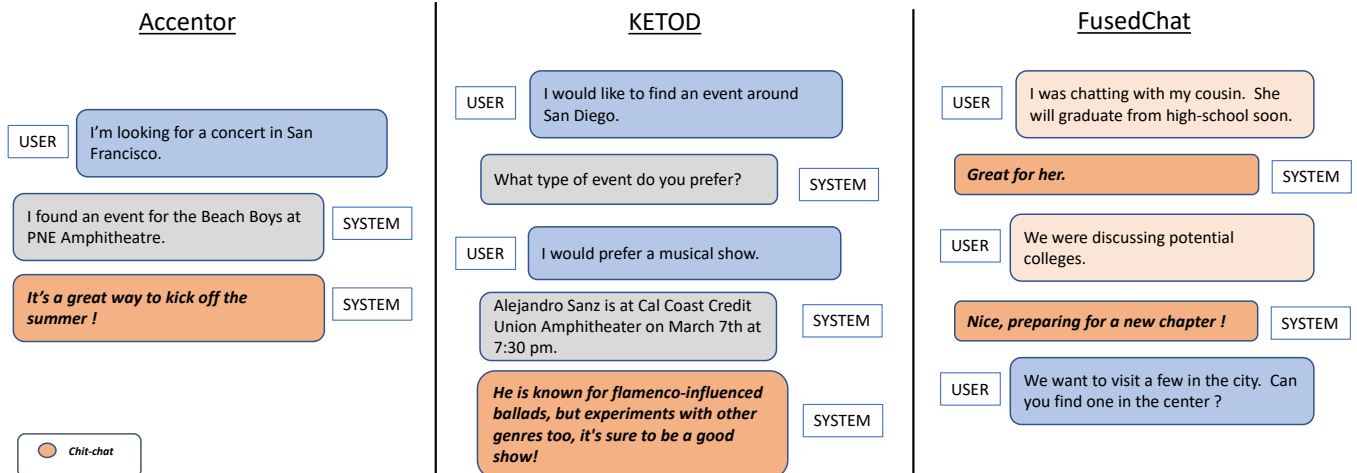 Accentor
USER
I'm looking for a concert in San
Francisco.
I found an event for the Beach Boys at
PNE Amphitheatre.
SYSTEM
It's a great way to kick off the
summer !
SYSTEM
Chit-chat
KETOD
USER
I would like to find an event around
San Diego.
What type of event do you prefer?
SYSTEM
USER
I would prefer a musical show.
Alejandro Sanz is at Cal Coast Credit
Union Amphitheater on March 7th at
7:30 pm.
SYSTEM
He is known for flamenco-influenced
ballads, but experiments with other
genres too, it's sure to be a good
show!
SYSTEM
FusedChat
USER
I was chatting with my cousin.  She
will graduate from high-school soon.
Great for her.
SYSTEM
USER
We were discussing potential
colleges.
Nice, preparing for a new chapter !
SYSTEM
USER
We want to visit a few in the city.  Can
you find one in the center ?